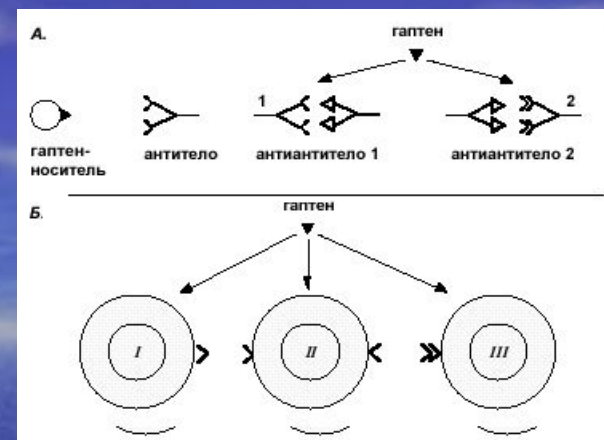 А.
гаптен
1
2
гаптен-
носитель
антитело
антиантитело 1
антиантитело 2
Б.
гаптен
I
II
III